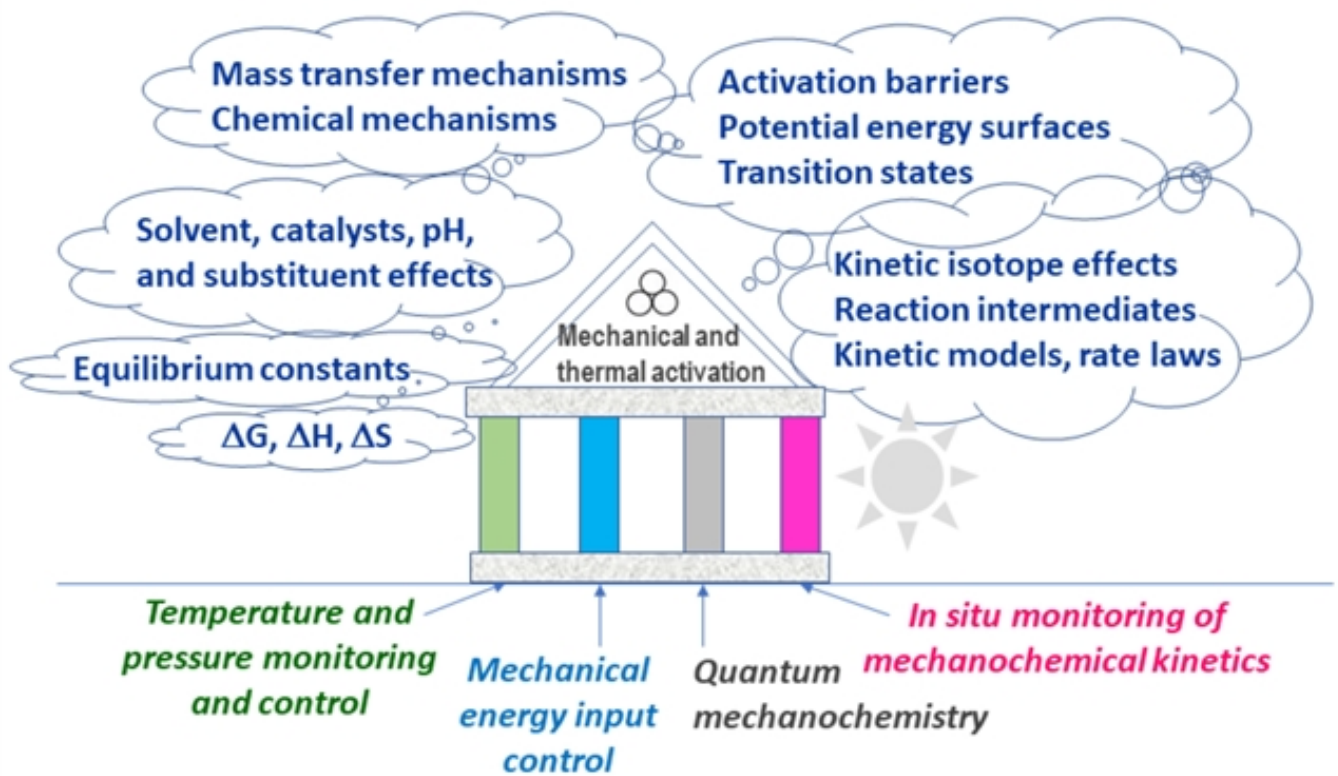 Mass transfer mechanisms
Chemical mechanisms
Activation barriers
Potential energy surfaces
Transition states
Solvent, catalysts, pH,
and substituent effects
Kinetic isotope effects
Reaction intermediates
Kinetic models, rate laws
Equilibrium constants
ΔG, ΔH, ΔS
Mechanical and
thermal activation
Temperature and
pressure monitoring
and control
Mechanical
energy input
control
Quantum
mechanochemistry
In situ monitoring of
mechanochemical kinetics